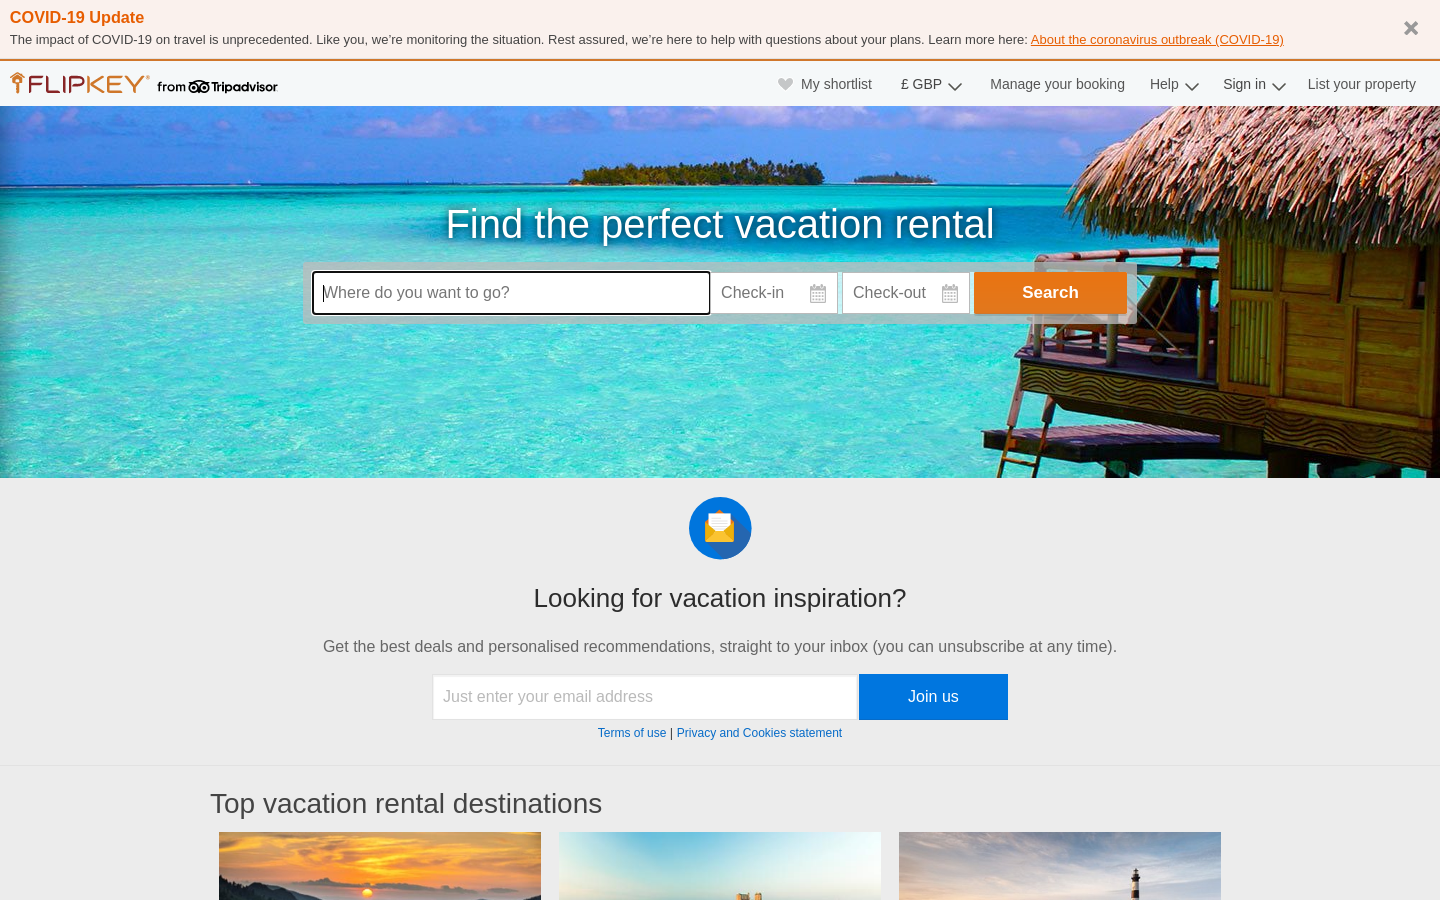 COVID-19 Update
The impact of COVID-19 on travel is unprecedented. Like you, we’re monitoring the situation. Rest assured, we’re here to help with questions about your plans. Learn more here: About the coronavirus outbreak (COVID-19)
FLIPKEY from Tripadvisor
My shortlist
£ GBP
Manage your booking
Help
Sign in
List your property
Find the perfect vacation rental
Where do you want to go?
Check-in
Check-out
Search
Looking for vacation inspiration?
Get the best deals and personalised recommendations, straight to your inbox (you can unsubscribe at any time).
Just enter your email address
Join us
Terms of use | Privacy and Cookies statement
Top vacation rental destinations